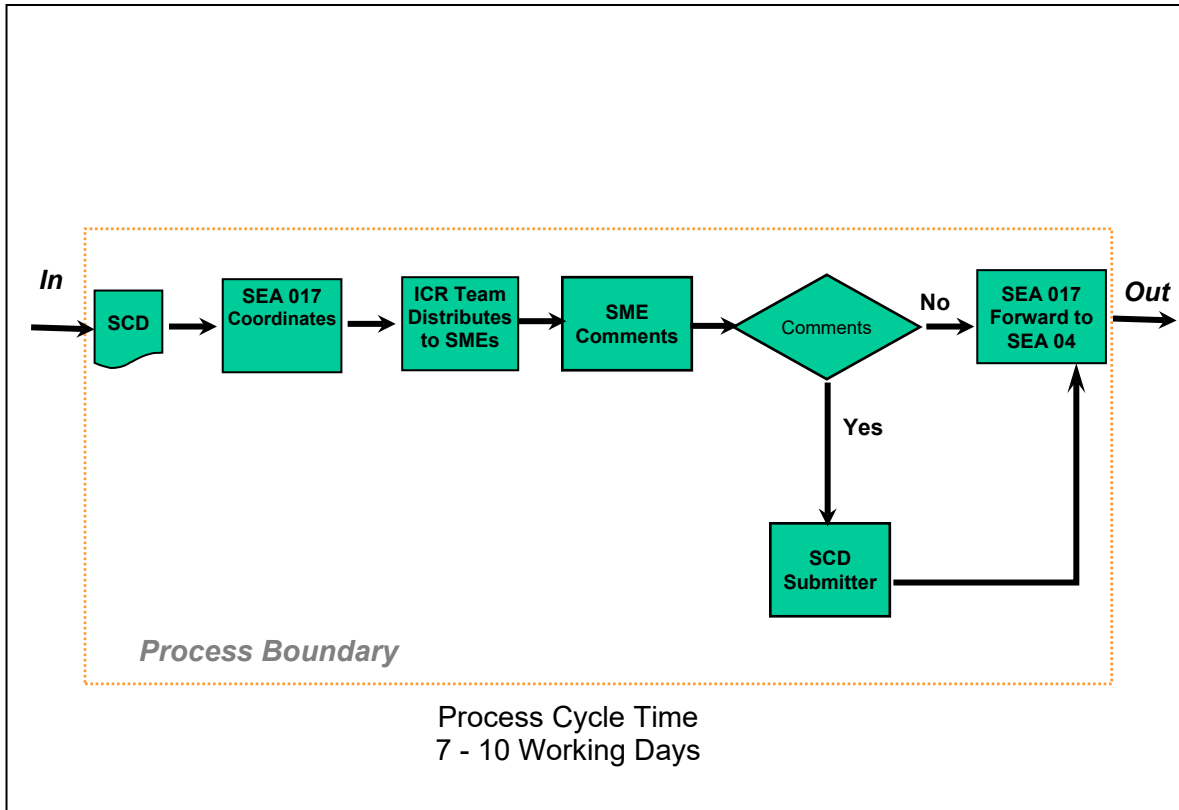 In
SCD
SEA 017
Coordinates
ICR Team
Distributes
to SMEs
SME
Comments
Comments
No
SEA 017
Forward to
SEA 04
Out
Yes
SCD
Submitter
Process Boundary
Process Cycle Time
7 - 10 Working Days